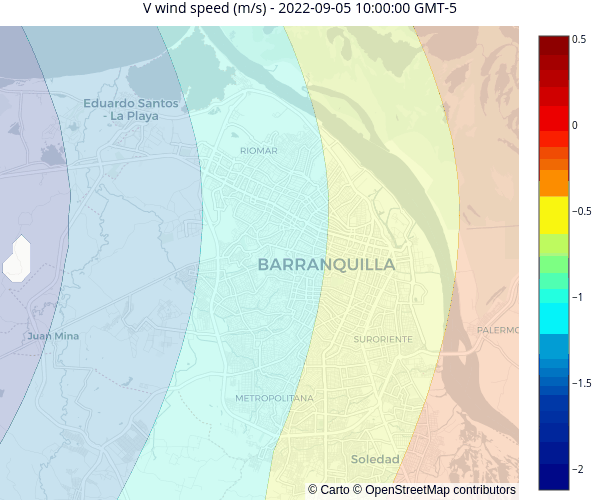 V wind speed (m/s) - 2022-09-05 10:00:00 GMT-5
0.5
0
−0.5
−1
−1.5
−2
Eduardo Santos
- La Playa
RIOMAR
BARRANQUILLA
Juan Mina
SURORIENTE
PALERMO
METROPOLITANA
Soledad
© Carto © OpenStreetMap contributors